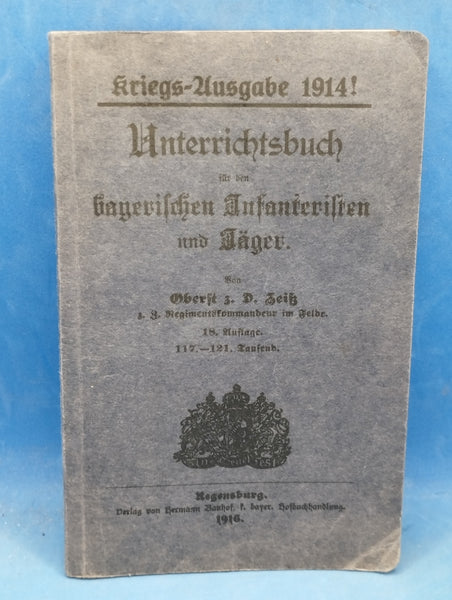 Kriegs-Ausgabe 1914!
Unterrichtsbuch
für den
bayerischen Infanteristen
und Jäger.
Von
Oberst z. D. Zeiß
z. Z. Regimentskommandeur im Felde.
18. Auflage.
117.—121. Tausend.
Regensburg.
Verlag von Hermann Bauhof, k. bayer. Hofbuchhandlung.
1916.